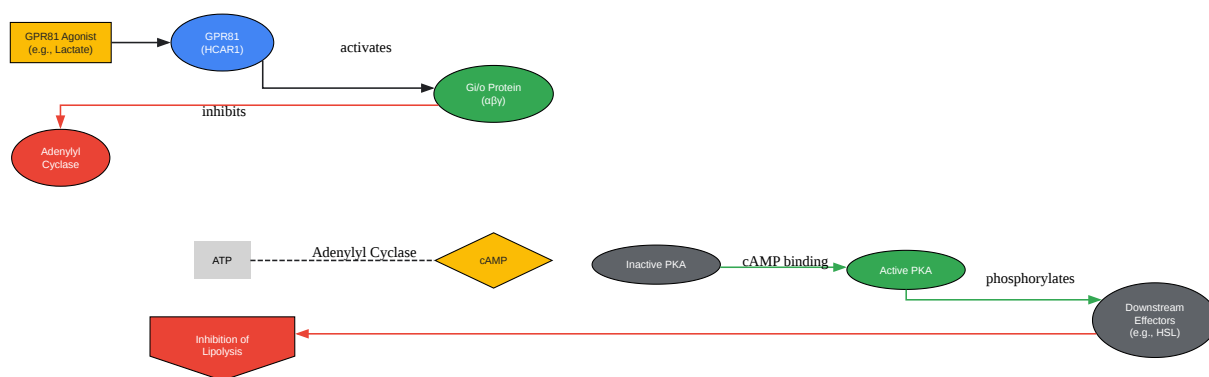 GPR81 Agonist
(e.g., Lactate)
GPR81
(HCAR1)
activates
Gi/o Protein
(αβγ)
inhibits
Adenylyl
Cyclase
ATP
Adenylyl Cyclase
cAMP
Inactive PKA
cAMP binding
Active PKA
phosphorylates
Downstream
Effectors
(e.g., HSL)
Inhibition of
Lipolysis